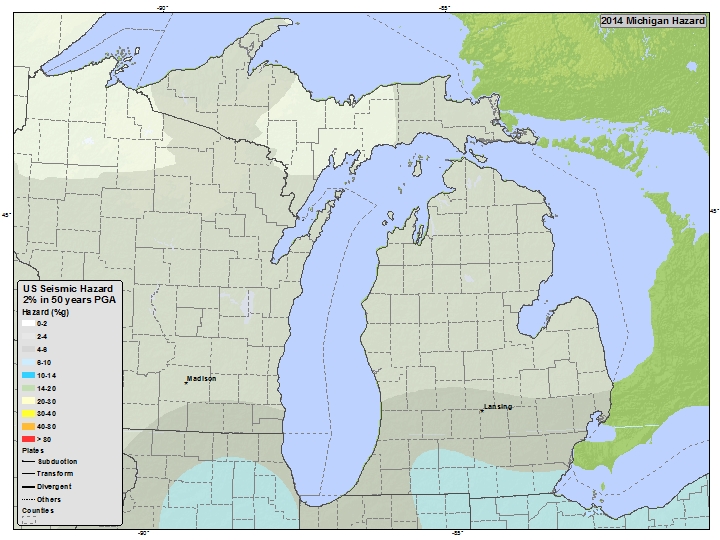 -90°
-85°
2014 Michigan Hazard
45°
45°
US Seismic Hazard
2% in 50 years PGA
Hazard (%g)
0-2
2-4
4-6
6-10
10-14
14-20
20-30
30-40
40-80
> 80
Plates
Subduction
Transform
Divergent
Others
Counties
Madison
Lansing
-90°
-85°